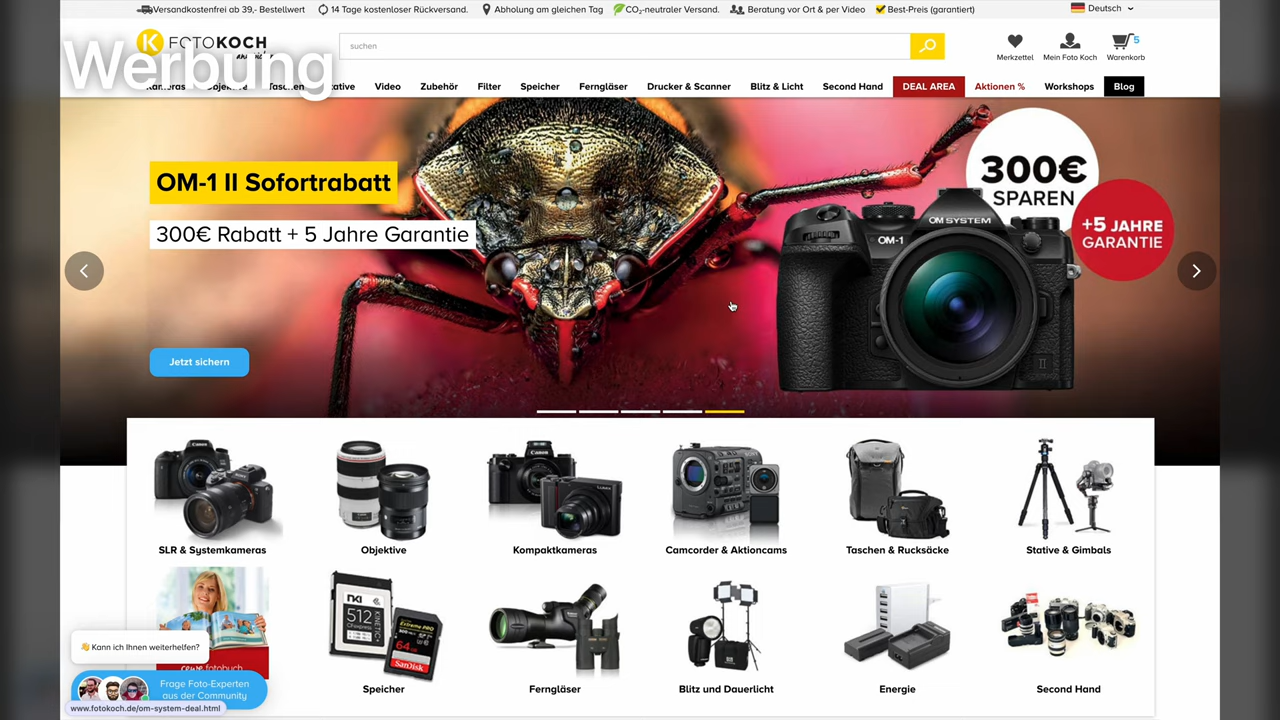 Versandkostenfrei ab 39,- Bestellwert
14 Tage kostenloser Rückversand.
Abholung am gleichen Tag
CO₂-neutraler Versand.
Beratung vor Ort & per Video
Best-Preis (garantiert)
Deutsch
Werbung
K FOTOKOCH
suchen
Merkzettel
Mein Foto Koch
5
Warenkorb
Video
Zubehör
Filter
Speicher
Ferngläser
Drucker & Scanner
Blitz & Licht
Second Hand
DEAL AREA
Aktionen %
Workshops
Blog
OM-1 II Sofortrabatt
300€ Rabatt + 5 Jahre Garantie
Jetzt sichern
300€
SPAREN
+5 JAHRE
GARANTIE
OM SYSTEM
OM-1
II
SLR & Systemkameras
Objektive
Kompaktkameras
Camcorder & Aktioncams
Taschen & Rucksäcke
Stative & Gimbals
Canon
LUMIX
512
Extreme PRO
64
SanDisk
👋 Kann ich Ihnen weiterhelfen?
fotobuch
Frage Foto-Experten
aus der Community
www.fotokoch.de/om-system-deal.html
Speicher
Ferngläser
Blitz und Dauerlicht
Energie
Second Hand